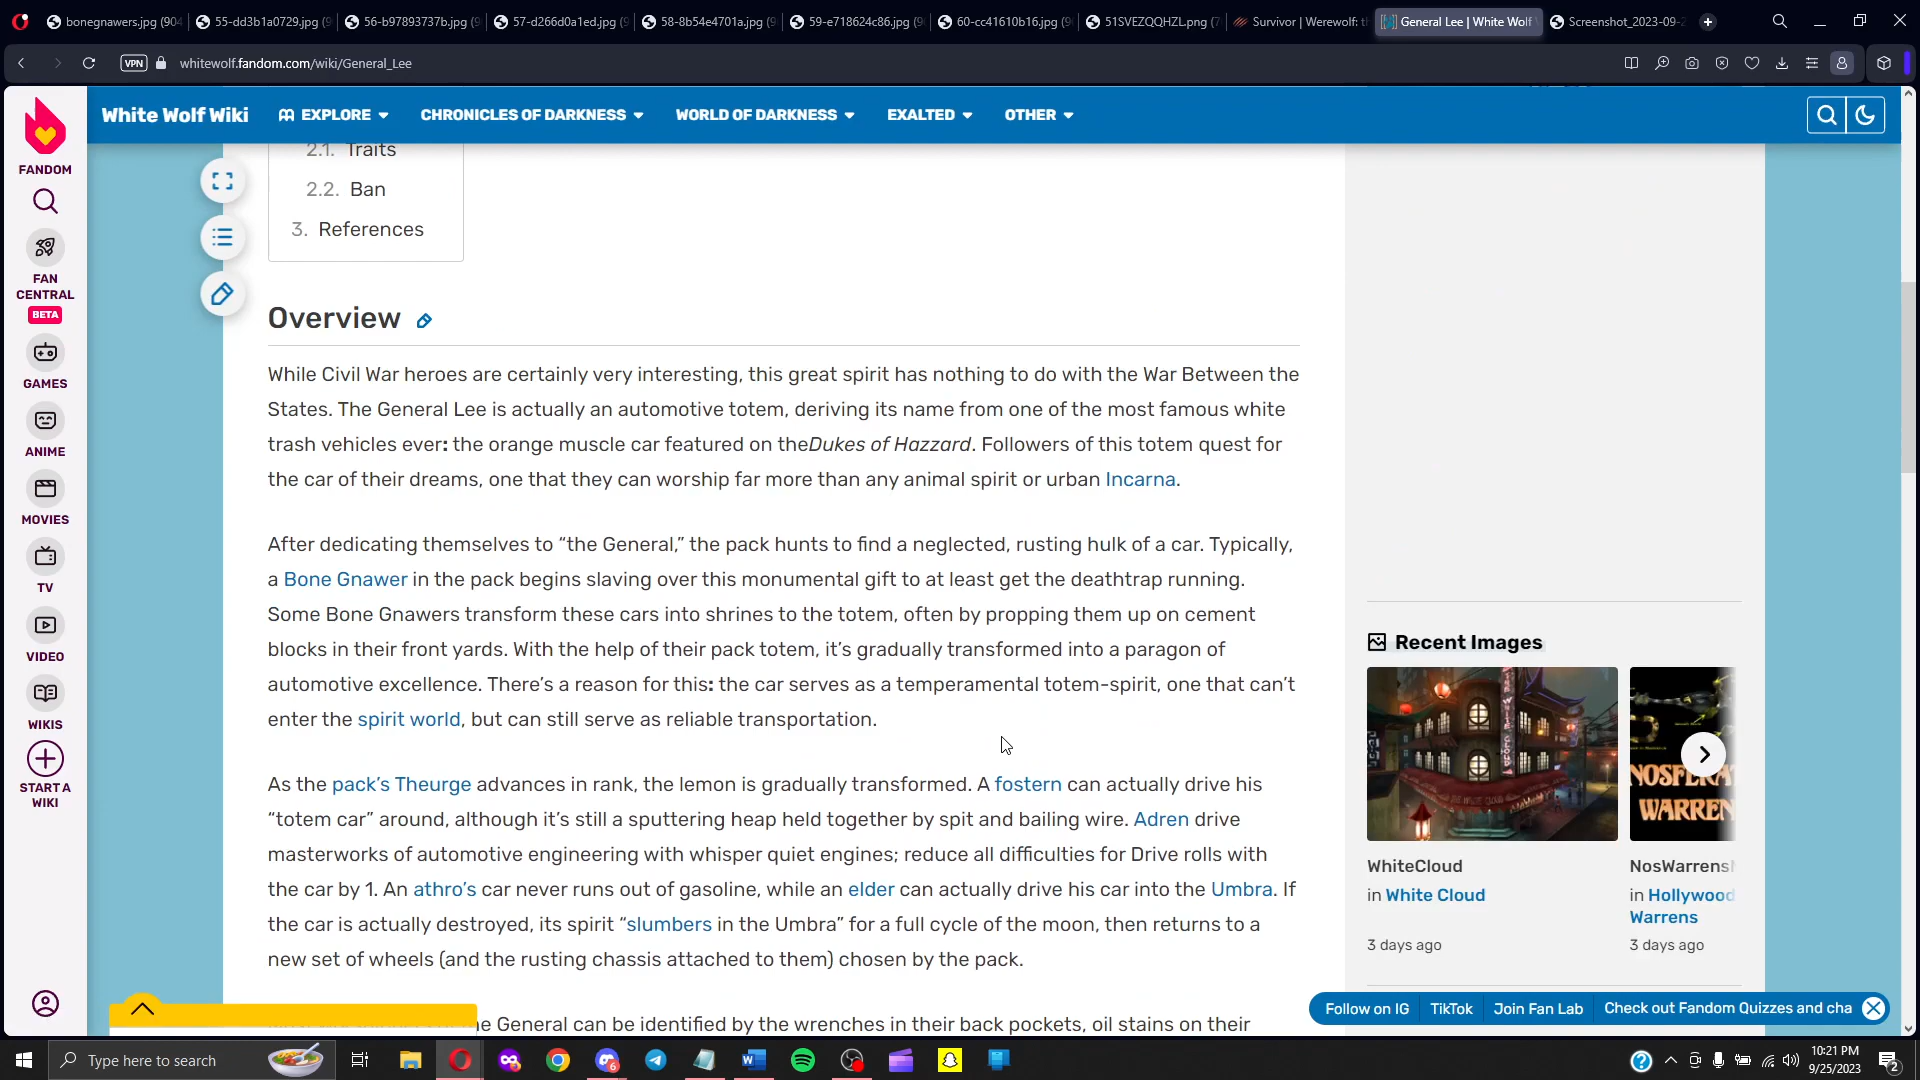 bonegnawers.jpg (904
55-dd3b1a0729.jpg (9
56-b97893737b.jpg (9
57-d266d0a1ed.jpg (9
58-8b54e4701a.jpg (9
59-e718624c86.jpg (9
60-cc41610b16.jpg (9
51SVEZQQHZL.png (7
Survivor | Werewolf: th
General Lee | White Wolf
Screenshot_2023-09-2
VPN
whitewolf.fandom.com/wiki/General_Lee
White Wolf Wiki
EXPLORE
CHRONICLES OF DARKNESS
WORLD OF DARKNESS
EXALTED
OTHER
FANDOM
FAN
CENTRAL
BETA
GAMES
ANIME
MOVIES
TV
VIDEO
WIKIS
START A
WIKI
2.1. Traits
2.2. Ban
3. References
Overview
While Civil War heroes are certainly very interesting, this great spirit has nothing to do with the War Between the
States. The General Lee is actually an automotive totem, deriving its name from one of the most famous white
trash vehicles ever: the orange muscle car featured on theDukes of Hazzard. Followers of this totem quest for
the car of their dreams, one that they can worship far more than any animal spirit or urban Incarna.
After dedicating themselves to “the General,” the pack hunts to find a neglected, rusting hulk of a car. Typically,
a Bone Gnawer in the pack begins slaving over this monumental gift to at least get the deathtrap running.
Some Bone Gnawers transform these cars into shrines to the totem, often by propping them up on cement
blocks in their front yards. With the help of their pack totem, it’s gradually transformed into a paragon of
automotive excellence. There’s a reason for this: the car serves as a temperamental totem-spirit, one that can’t
enter the spirit world, but can still serve as reliable transportation.
As the pack’s Theurge advances in rank, the lemon is gradually transformed. A fostern can actually drive his
“totem car” around, although it’s still a sputtering heap held together by spit and bailing wire. Adren drive
masterworks of automotive engineering with whisper quiet engines; reduce all difficulties for Drive rolls with
the car by 1. An athro’s car never runs out of gasoline, while an elder can actually drive his car into the Umbra. If
the car is actually destroyed, its spirit “slumbers in the Umbra” for a full cycle of the moon, then returns to a
new set of wheels (and the rusting chassis attached to them) chosen by the pack.
the General can be identified by the wrenches in their back pockets, oil stains on their
Recent Images
NOSFERA
WARREN
WhiteCloud
in White Cloud
3 days ago
NosWarrens
in Hollywood
Warrens
3 days ago
Follow on IG
TikTok
Join Fan Lab
Check out Fandom Quizzes and cha
Type here to search
6
10:21 PM
9/25/2023
2